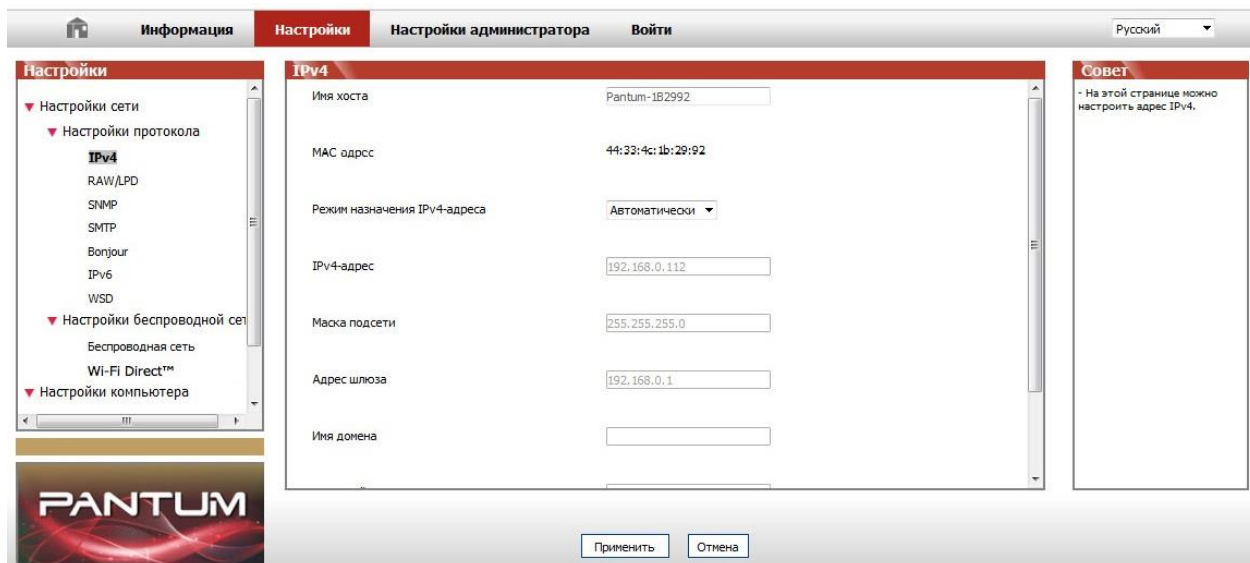 Информация
Настройки
Настройки администратора
Войти
Русский
Настройки
Настройки сети
Настройки протокола
IPv4
RAW/LPD
SNMP
SMTP
Bonjour
IPv6
WSD
Настройки беспроводной сет
Беспроводная сеть
Wi-Fi Direct™
Настройки компьютера
PANTUM
IPv4
Имя хоста
Pantum-1B2992
MAC адрес
44:33:4c:1b:29:92
Режим назначения IPv4-адреса
Автоматически
IPv4-адрес
192.168.0.112
Маска подсети
255.255.255.0
Адрес шлюза
192.168.0.1
Имя домена
Применить
Отмена
Совет
- На этой странице можно
настроить адрес IPv4.